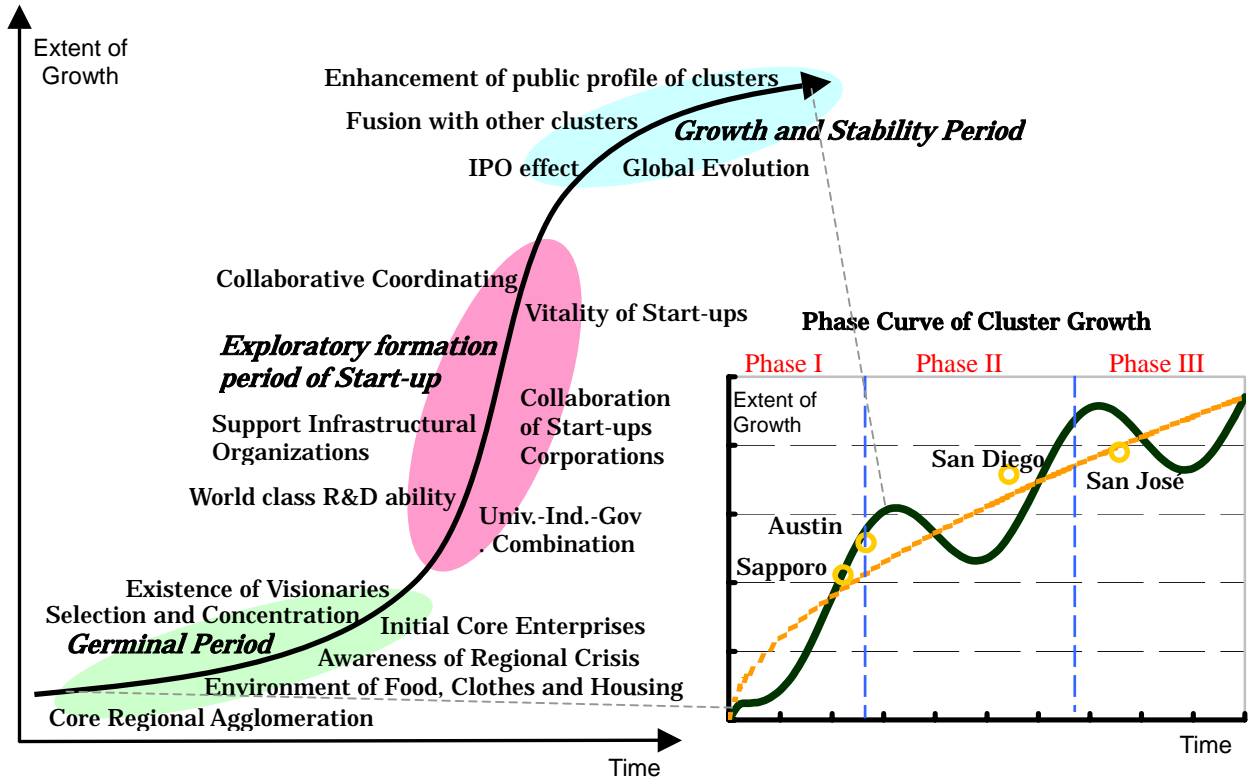 Extent of
Growth
Enhancement of public profile of clusters
Fusion with other clusters
Growth and Stability Period
IPO effect
Global Evolution
Collaborative Coordinating
Vitality of Start-ups
Exploratory formation
period of Start-up
Support Infrastructural
Organizations
Collaboration
of Start-ups
Corporations
World class R&D ability
Univ.-Ind.-Gov
. Combination
Existence of Visionaries
Selection and Concentration
Germinal Period
Initial Core Enterprises
Awareness of Regional Crisis
Environment of Food, Clothes and Housing
Core Regional Agglomeration
Time
Phase Curve of Cluster Growth
Phase I
Phase II
Phase III
Extent of
Growth
San Diego
San José
Austin
Sapporo
Time